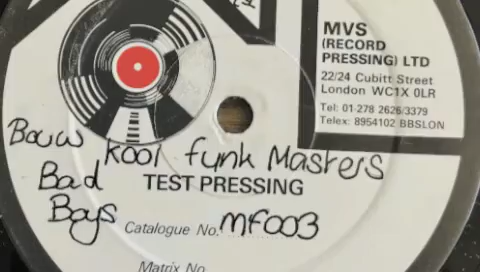 MVS
(RECORD
PRESSING) LTD
22/24 Cubitt Street
London WC1X 0LR
Tel: 01-278 2626/3379
Telex: 8954102 BBSLON
Kool funk Masters
Bad
Boys
TEST PRESSING
Catalogue No. MF003
Matrix No